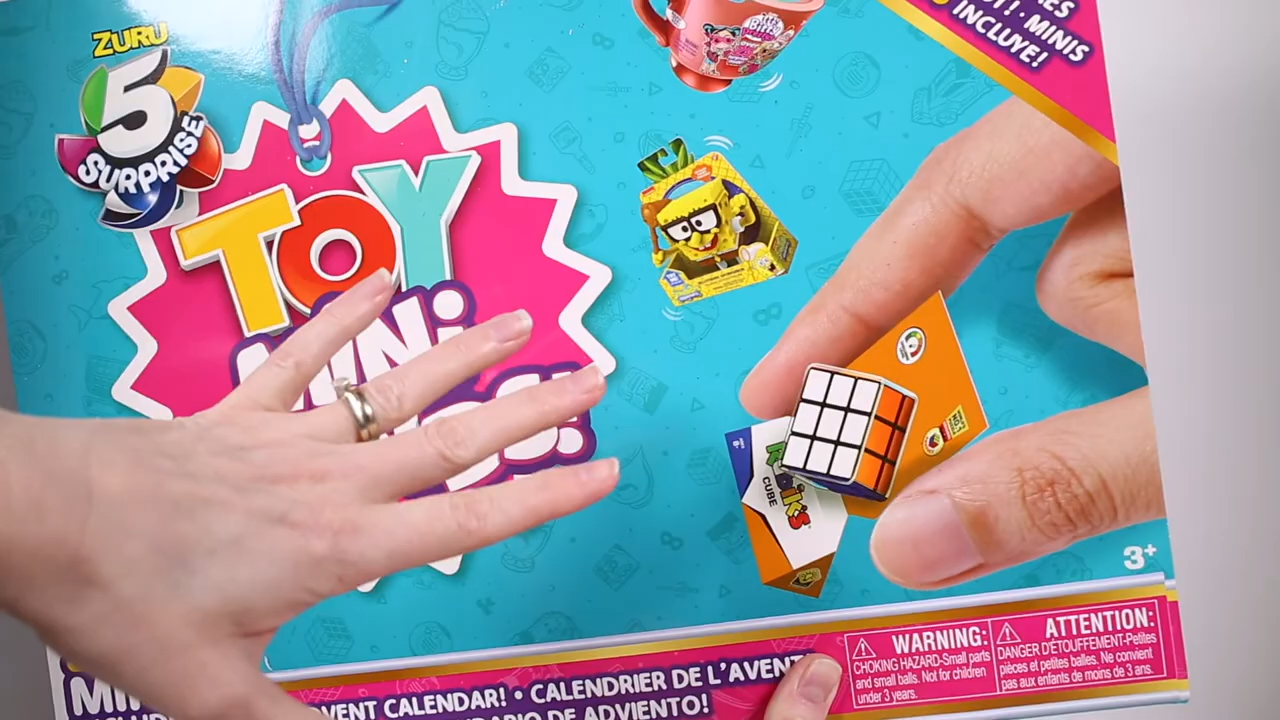 ZURU
5
SURPRISE
TOY
MINI
! • MINIS
INCLUYE!
Itty
Bitty
Rubik's
CUBE
3+
WARNING:
CHOKING HAZARD-Small parts
and small balls. Not for children
under 3 years.
ATTENTION:
DANGER D'ÉTOUFFEMENT-Petites
pièces et petites balles. Ne convient
pas aux enfants de moins de 3 ans.
CALENDAR! • CALENDRIER DE L'AVENT
DE ADVIENTO!